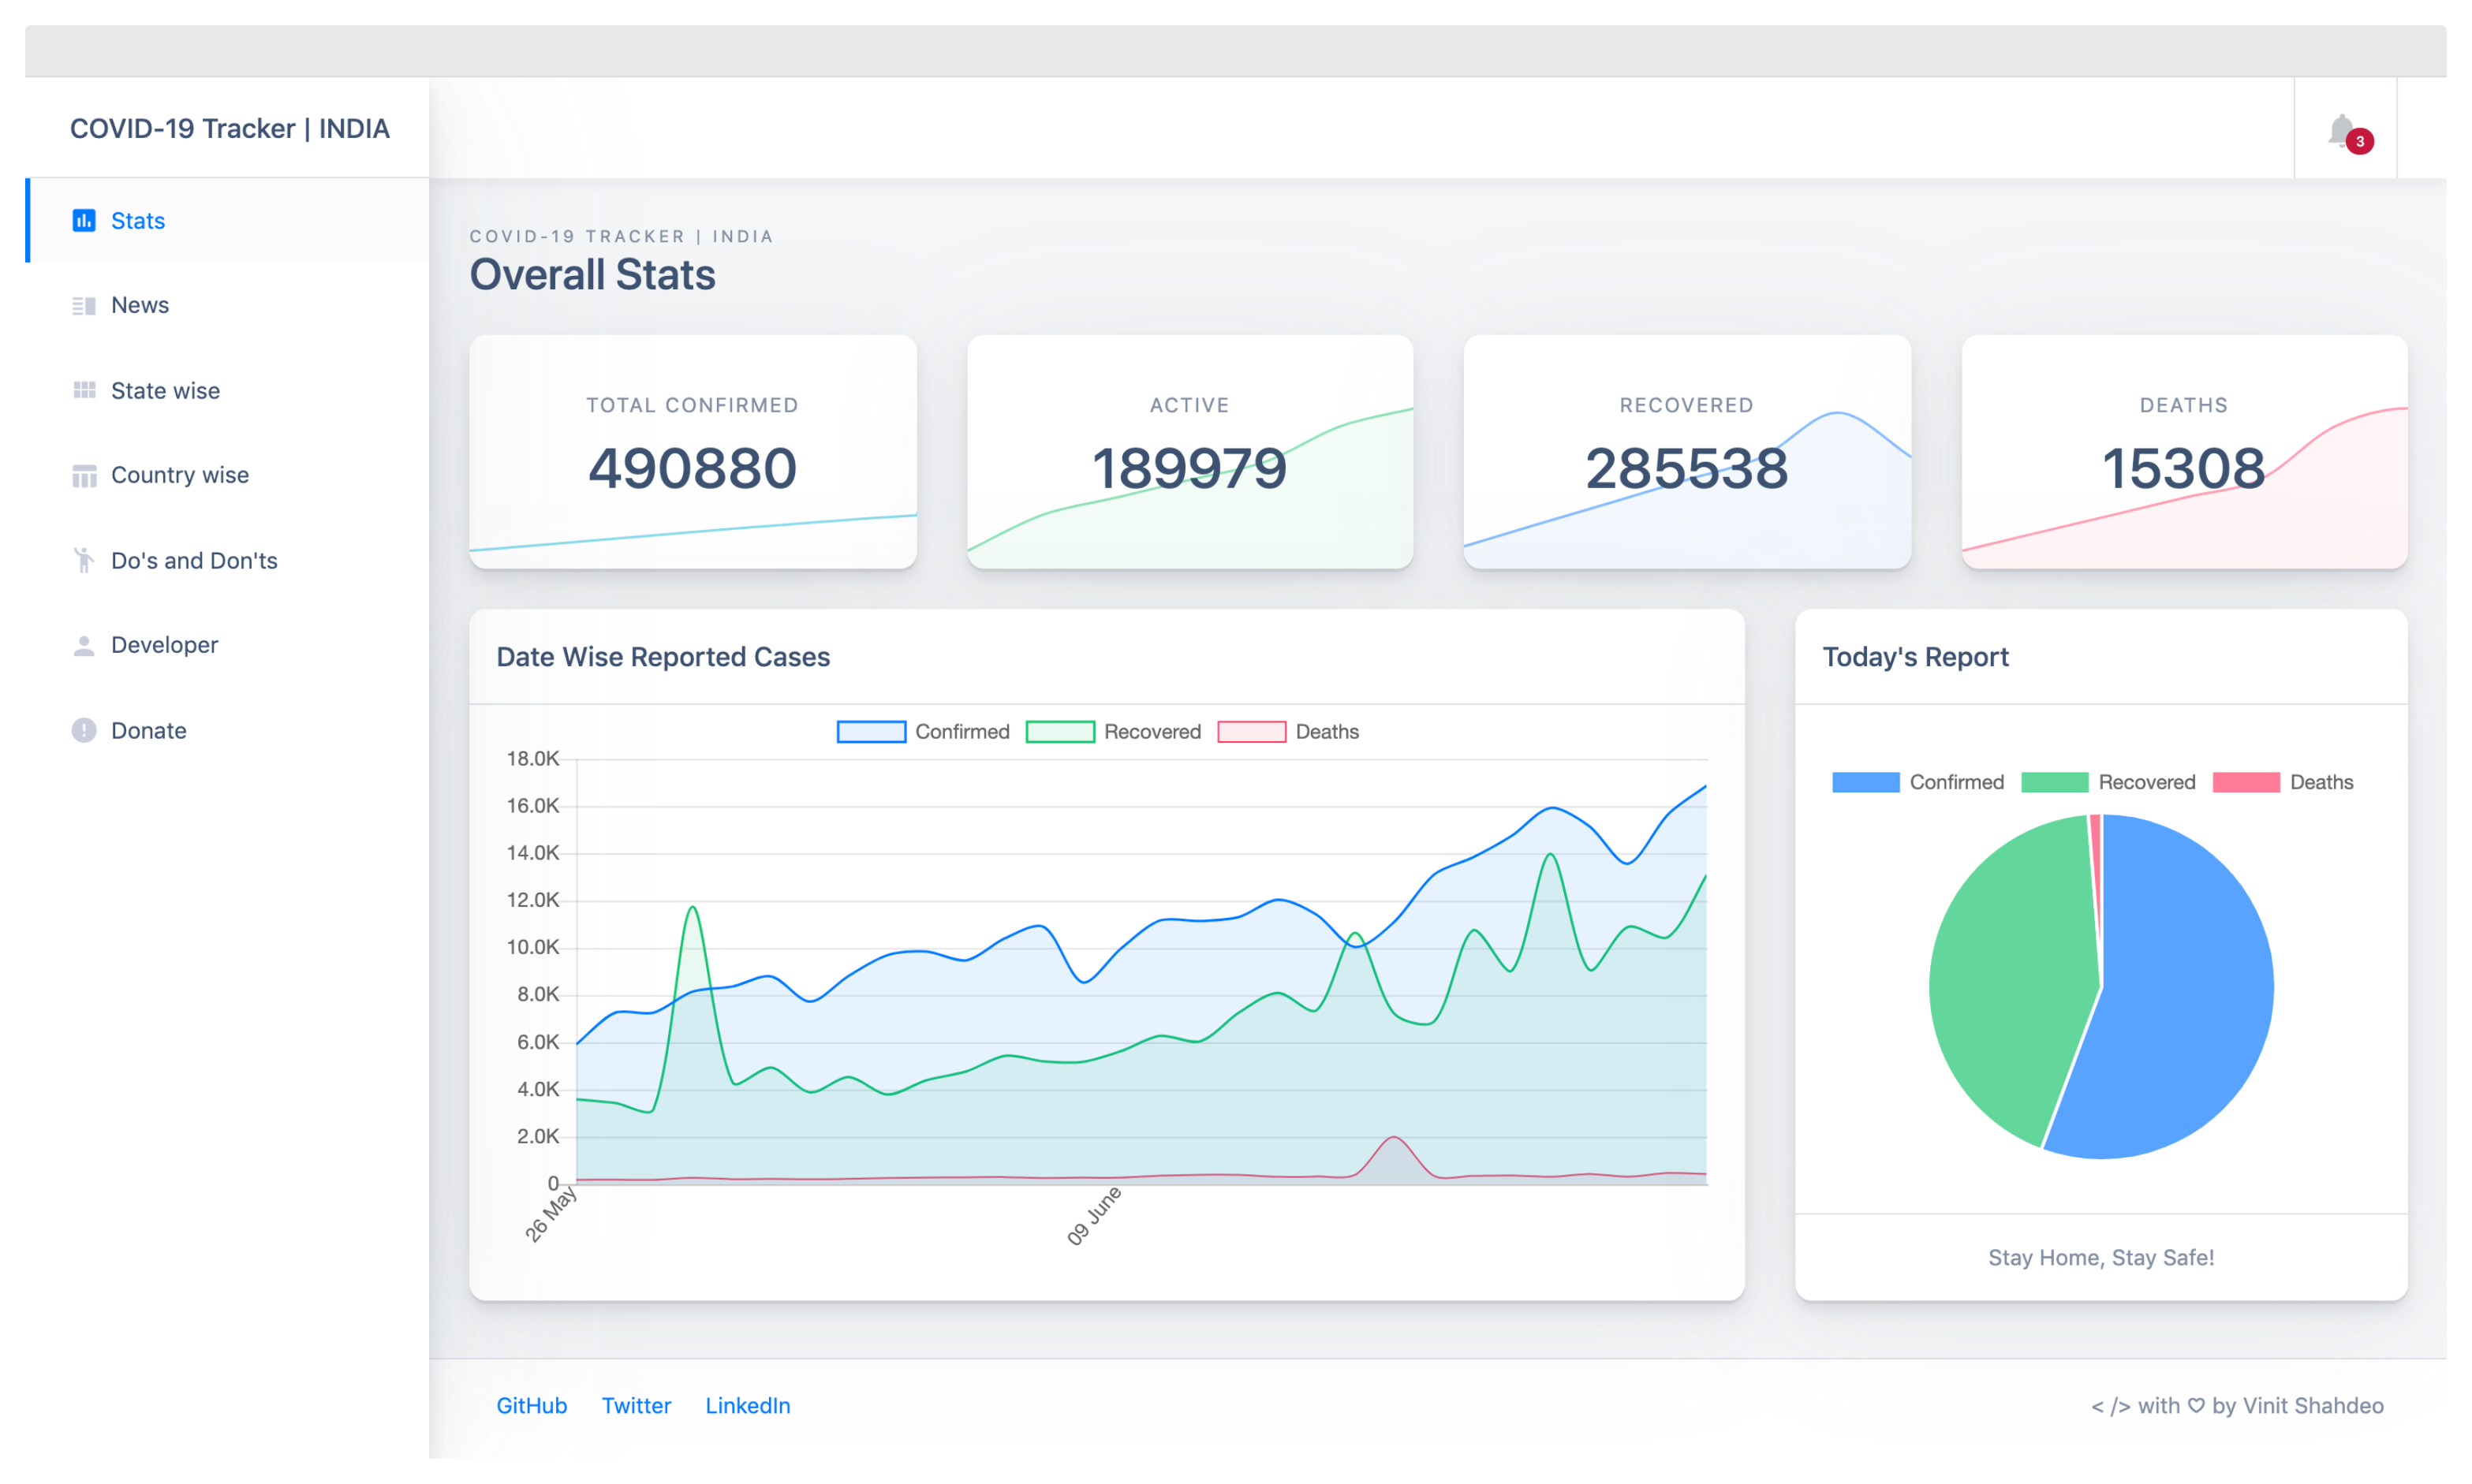 COVID-19 Tracker | INDIA
3
Stats
News
State wise
Country wise
Do's and Don'ts
Developer
Donate
COVID-19 TRACKER | INDIA
Overall Stats
TOTAL CONFIRMED
490880
ACTIVE
189979
RECOVERED
285538
DEATHS
15308
Date Wise Reported Cases
Confirmed Recovered Deaths
18.0K
16.0K
14.0K
12.0K
10.0K
8.0K
6.0K
4.0K
2.0K
0
26 May
09 June
Today's Report
Confirmed Recovered Deaths
Stay Home, Stay Safe!
GitHub Twitter LinkedIn
< /> with ♡ by Vinit Shahdeo